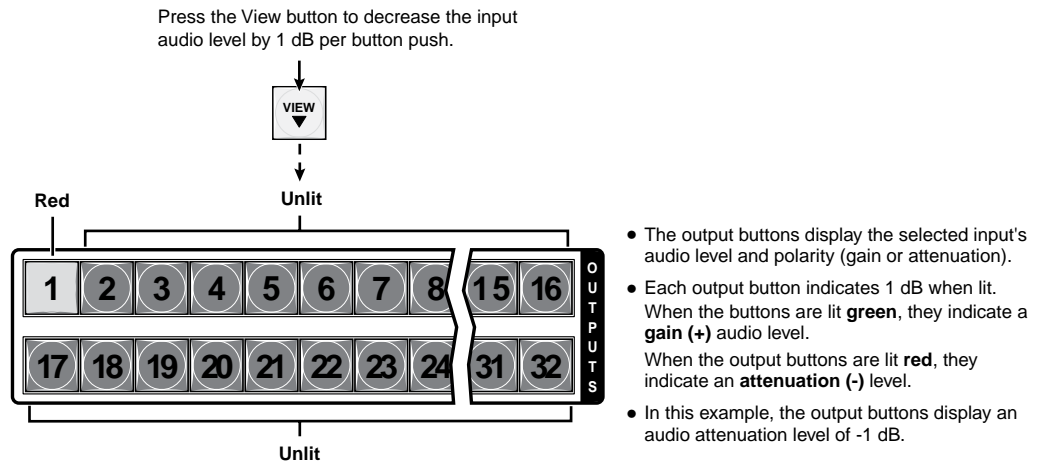 Press the View button to decrease the input
audio level by 1 dB per button push.
VIEW
Red
Unlit
1 2 3 4 5 6 7 8 15 16
17 18 19 20 21 22 23 24 31 32
OUTPUTS
Unlit
• The output buttons display the selected input's
audio level and polarity (gain or attenuation).
• Each output button indicates 1 dB when lit.
When the buttons are lit green, they indicate a
gain (+) audio level.
When the output buttons are lit red, they
indicate an attenuation (-) level.
• In this example, the output buttons display an
audio attenuation level of -1 dB.